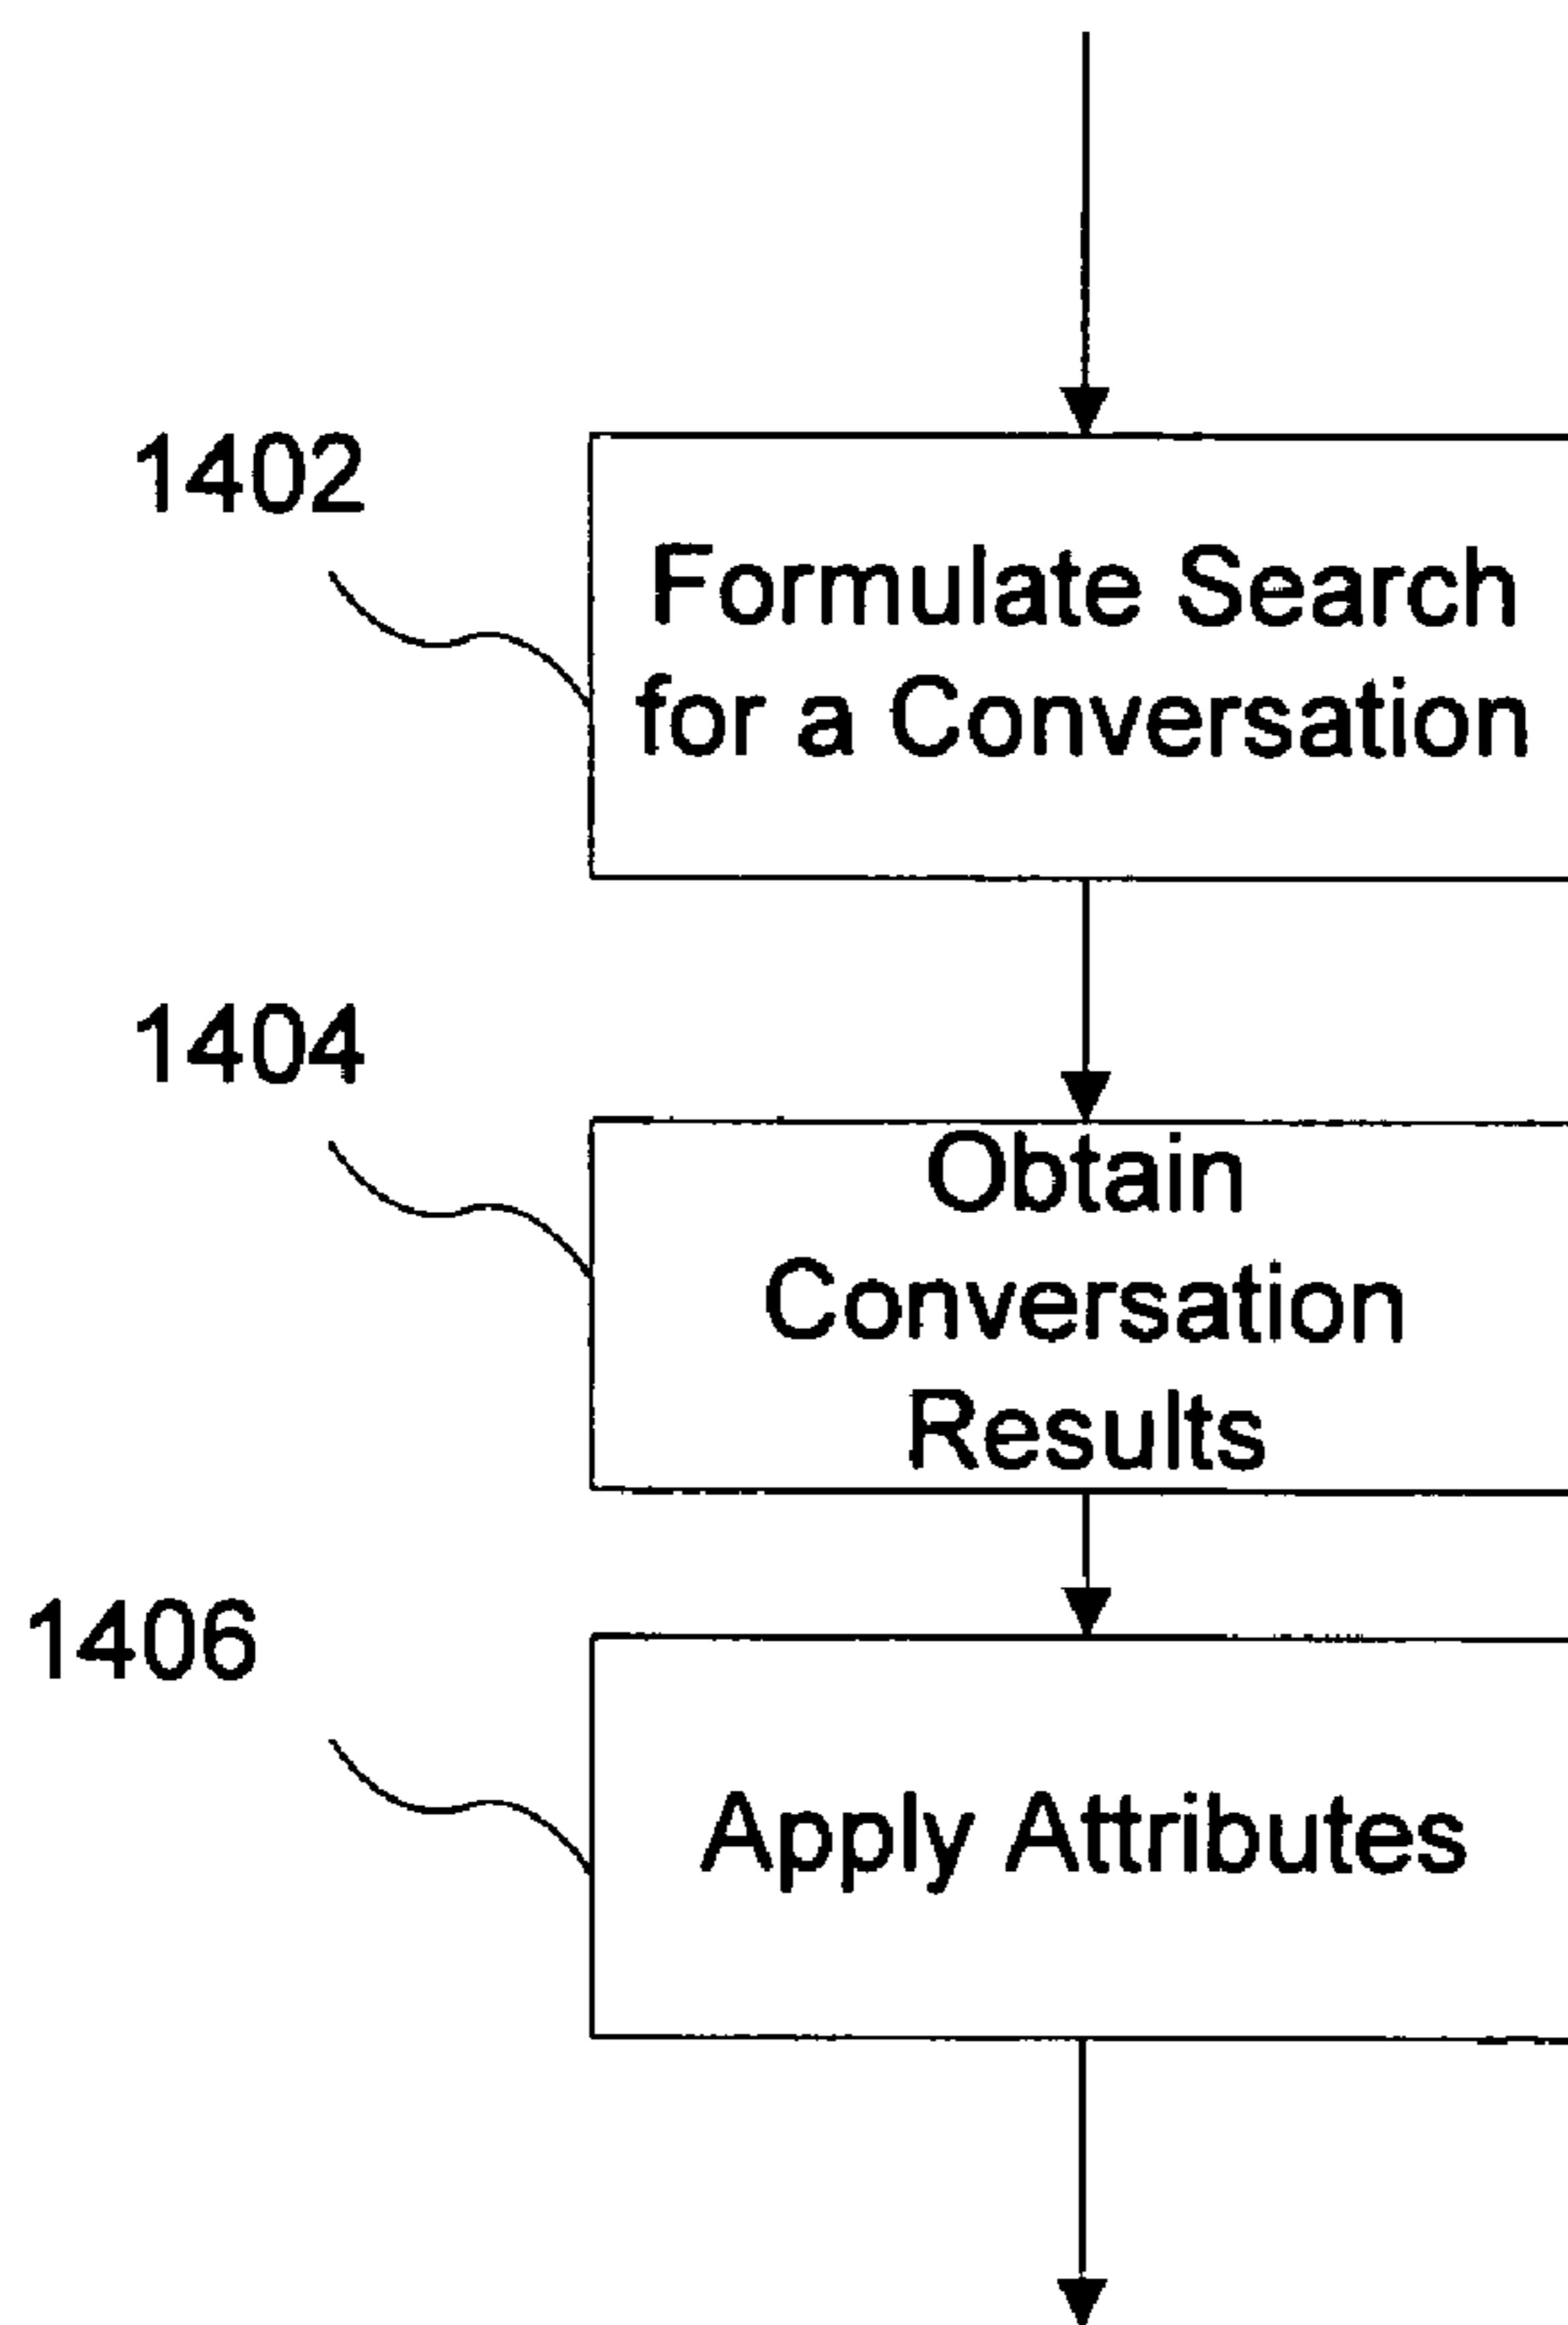 1402
Formulate Search
for a Conversation
1404
Obtain
Conversation
Results
1406
Apply Attributes